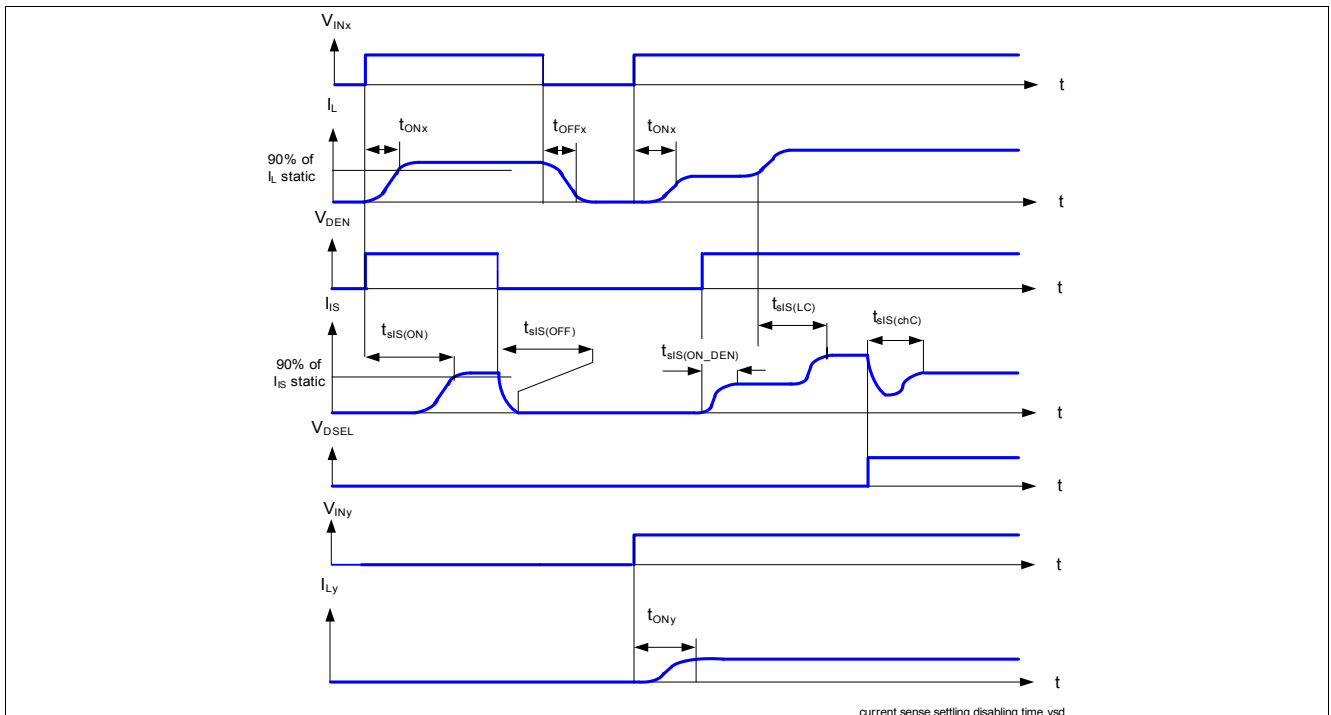 VINx
t
IL
tONx
tOFFx
tONx
90% of
IL static
t
VDEN
t
IIS
tsIS(ON)
tsIS(OFF)
tsIS(ON_DEN)
tsIS(LC)
tsIS(chC)
90% of
IIS static
t
VDSEL
t
VINy
t
ILy
tONy
t
current sense settling disabling time.vsd